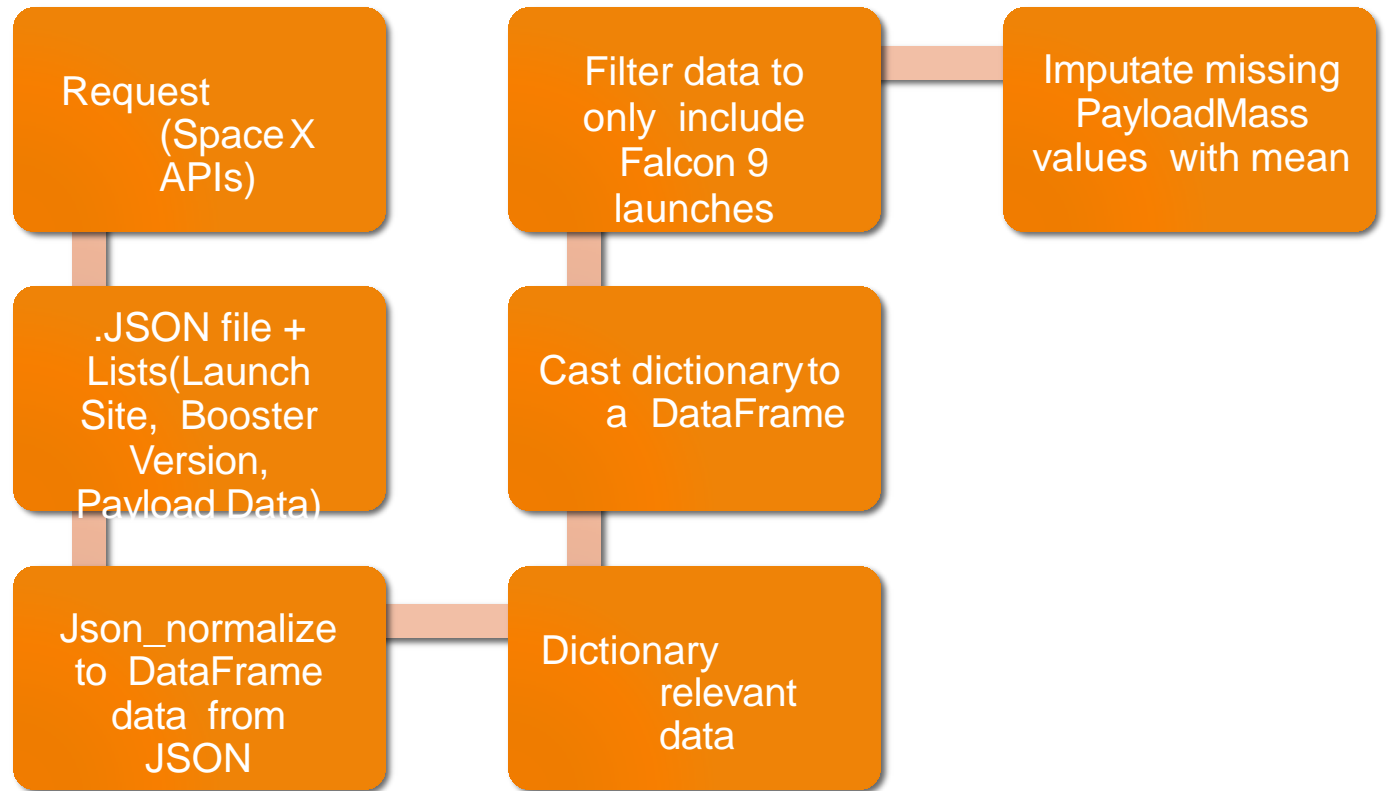 Request
(Space X
APIs)
.JSON file +
Lists(Launch
Site, Booster
Version,
Payload Data)
Json_normalize
to DataFrame
data from
JSON
Dictionary
relevant
data
Cast dictionary to
a DataFrame
Filter data to
only include
Falcon 9
launches
Imputate missing
PayloadMass
values with mean